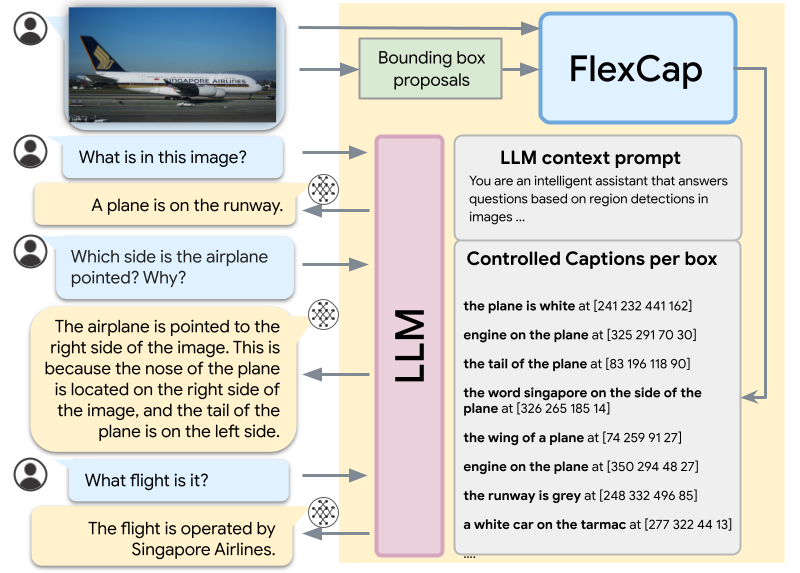 SINGAPORE AIRLINES
Bounding box
proposals
FlexCap
What is in this image?
A plane is on the runway.
Which side is the airplane
pointed? Why?
The airplane is pointed to the
right side of the image. This is
because the nose of the plane
is located on the right side of
the image, and the tail of the
plane is on the left side.
What flight is it?
The flight is operated by
Singapore Airlines.
LLM
LLM context prompt
You are an intelligent assistant that answers
questions based on region detections in
images ...
Controlled Captions per box
the plane is white at [241 232 441 162]
engine on the plane at [325 291 70 30]
the tail of the plane at [83 196 118 90]
the word singapore on the side of the
plane at [326 265 185 14]
the wing of a plane at [74 259 91 27]
engine on the plane at [350 294 48 27]
the runway is grey at [248 332 496 85]
a white car on the tarmac at [277 322 44 13]
....